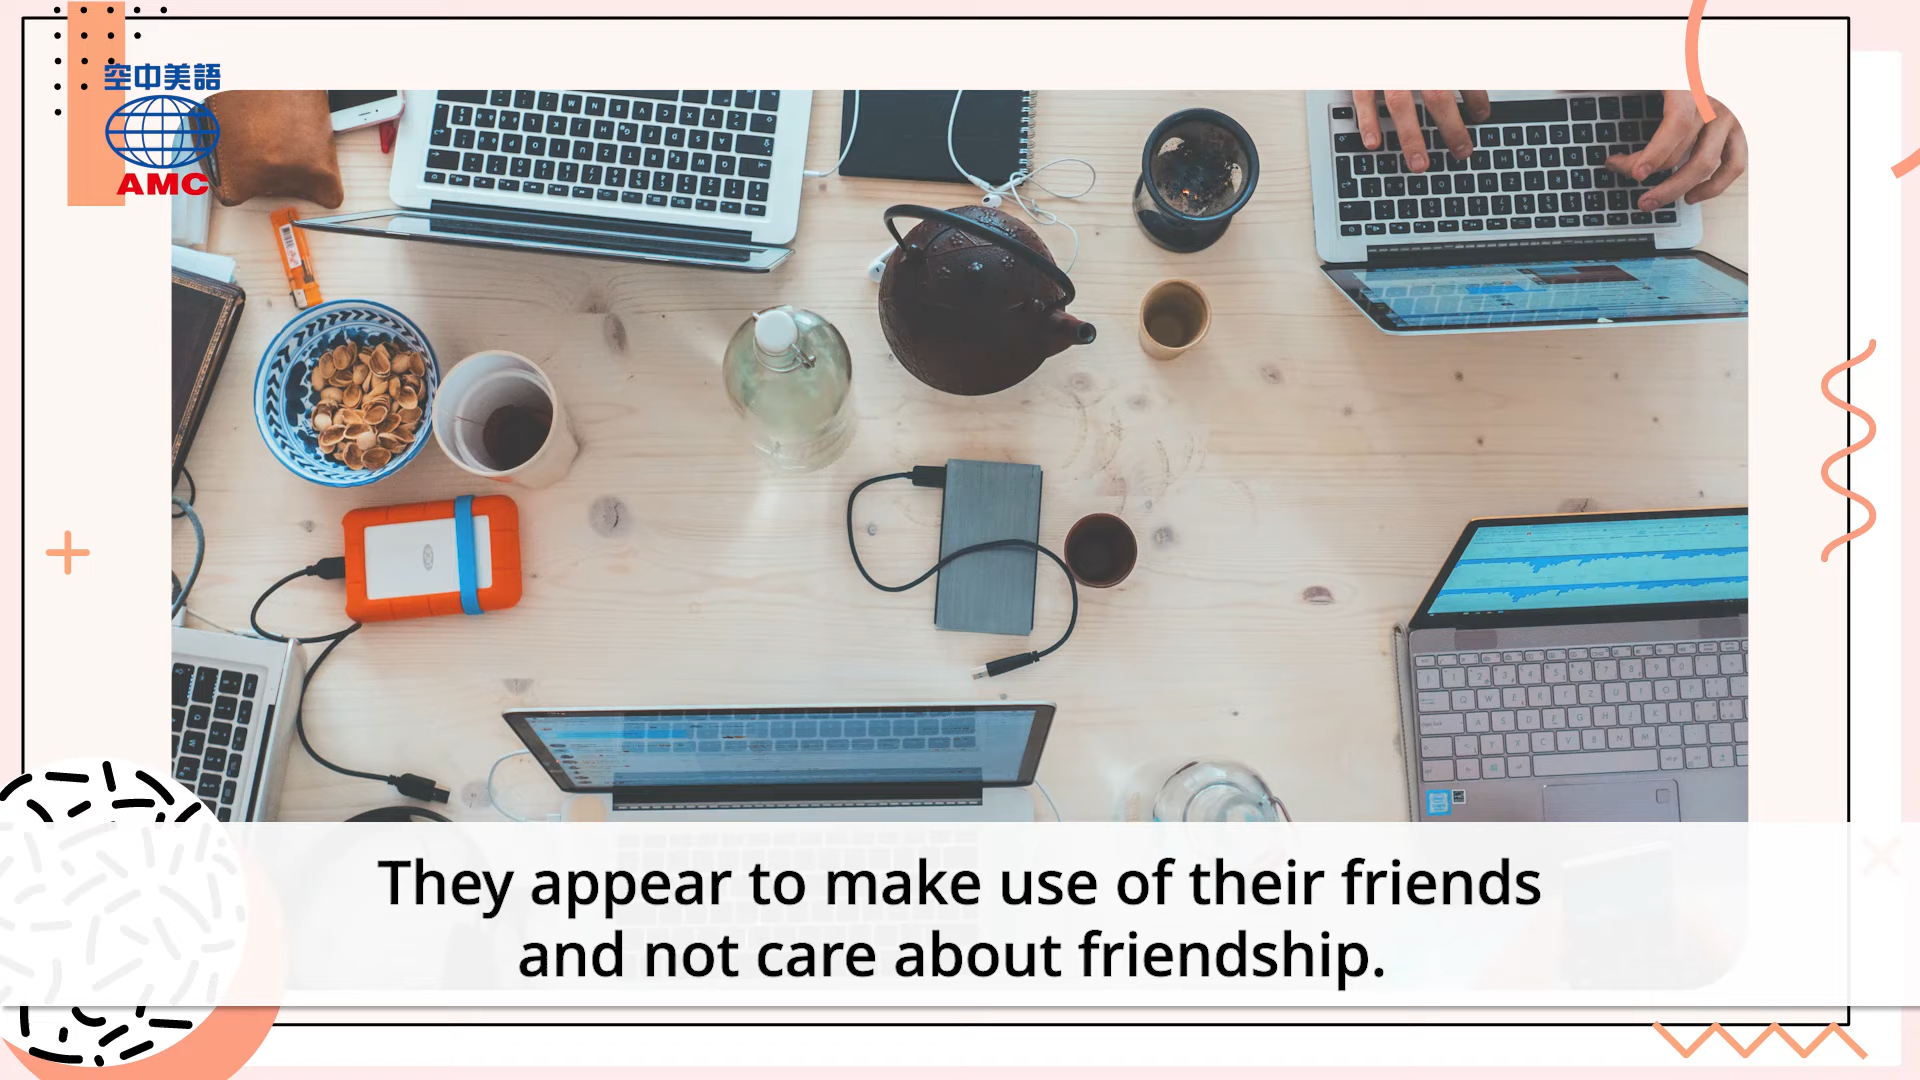 空中美語
AMC
They appear to make use of their friends
and not care about friendship.